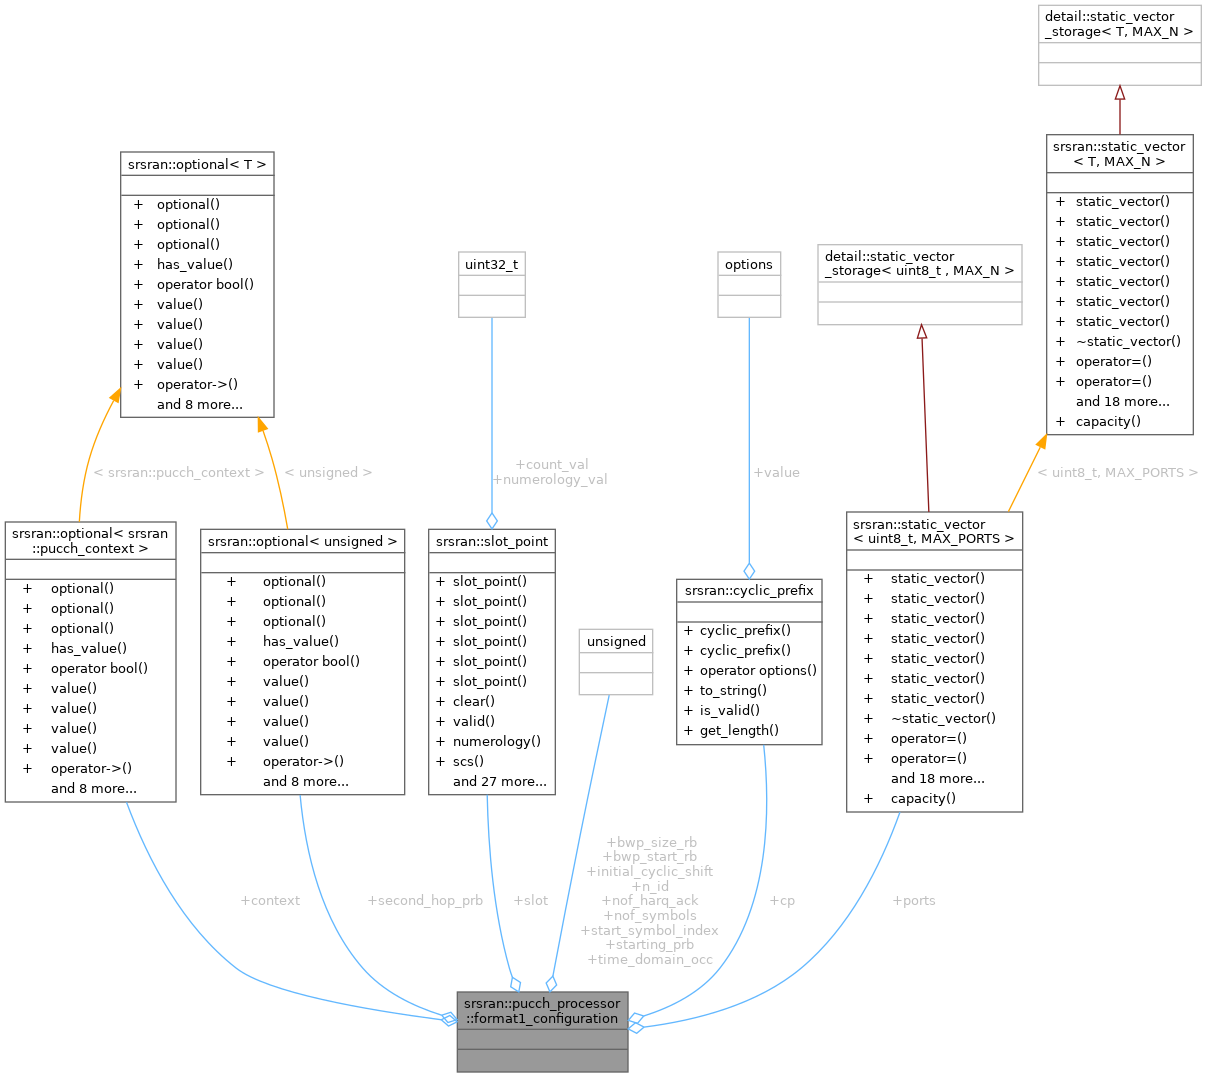 detail::static_vector
_storage< T, MAX_N >
srsran::static_vector
< T, MAX_N >
+ static_vector()
+ static_vector()
+ static_vector()
+ static_vector()
+ static_vector()
+ static_vector()
+ static_vector()
+ ~static_vector()
+ operator=()
+ operator=()
and 18 more...
+ capacity()
srsran::optional< T >
+ optional()
+ optional()
+ optional()
+ has_value()
+ operator bool()
+ value()
+ value()
+ value()
+ value()
+ operator->()
and 8 more...
uint32_t
options
detail::static_vector
_storage< uint8_t , MAX_N >
< srsran::pucch_context >
< unsigned >
+count_val
+numerology_val
+value
< uint8_t, MAX_PORTS >
srsran::optional< srsran
::pucch_context >
+ optional()
+ optional()
+ optional()
+ has_value()
+ operator bool()
+ value()
+ value()
+ value()
+ value()
+ operator->()
and 8 more...
srsran::optional< unsigned >
+ optional()
+ optional()
+ optional()
+ has_value()
+ operator bool()
+ value()
+ value()
+ value()
+ value()
+ operator->()
and 8 more...
srsran::slot_point
+ slot_point()
+ slot_point()
+ slot_point()
+ slot_point()
+ slot_point()
+ slot_point()
+ clear()
+ valid()
+ numerology()
+ scs()
and 27 more...
unsigned
srsran::cyclic_prefix
+ cyclic_prefix()
+ cyclic_prefix()
+ operator options()
+ to_string()
+ is_valid()
+ get_length()
srsran::static_vector
< uint8_t, MAX_PORTS >
+ static_vector()
+ static_vector()
+ static_vector()
+ static_vector()
+ static_vector()
+ static_vector()
+ static_vector()
+ ~static_vector()
+ operator=()
+ operator=()
and 18 more...
+ capacity()
+context
+second_hop_prb
+slot
+bwp_size_rb
+bwp_start_rb
+initial_cyclic_shift
+n_id
+nof_harq_ack
+nof_symbols
+start_symbol_index
+starting_prb
+time_domain_occ
+cp
+ports
srsran::pucch_processor
::format1_configuration